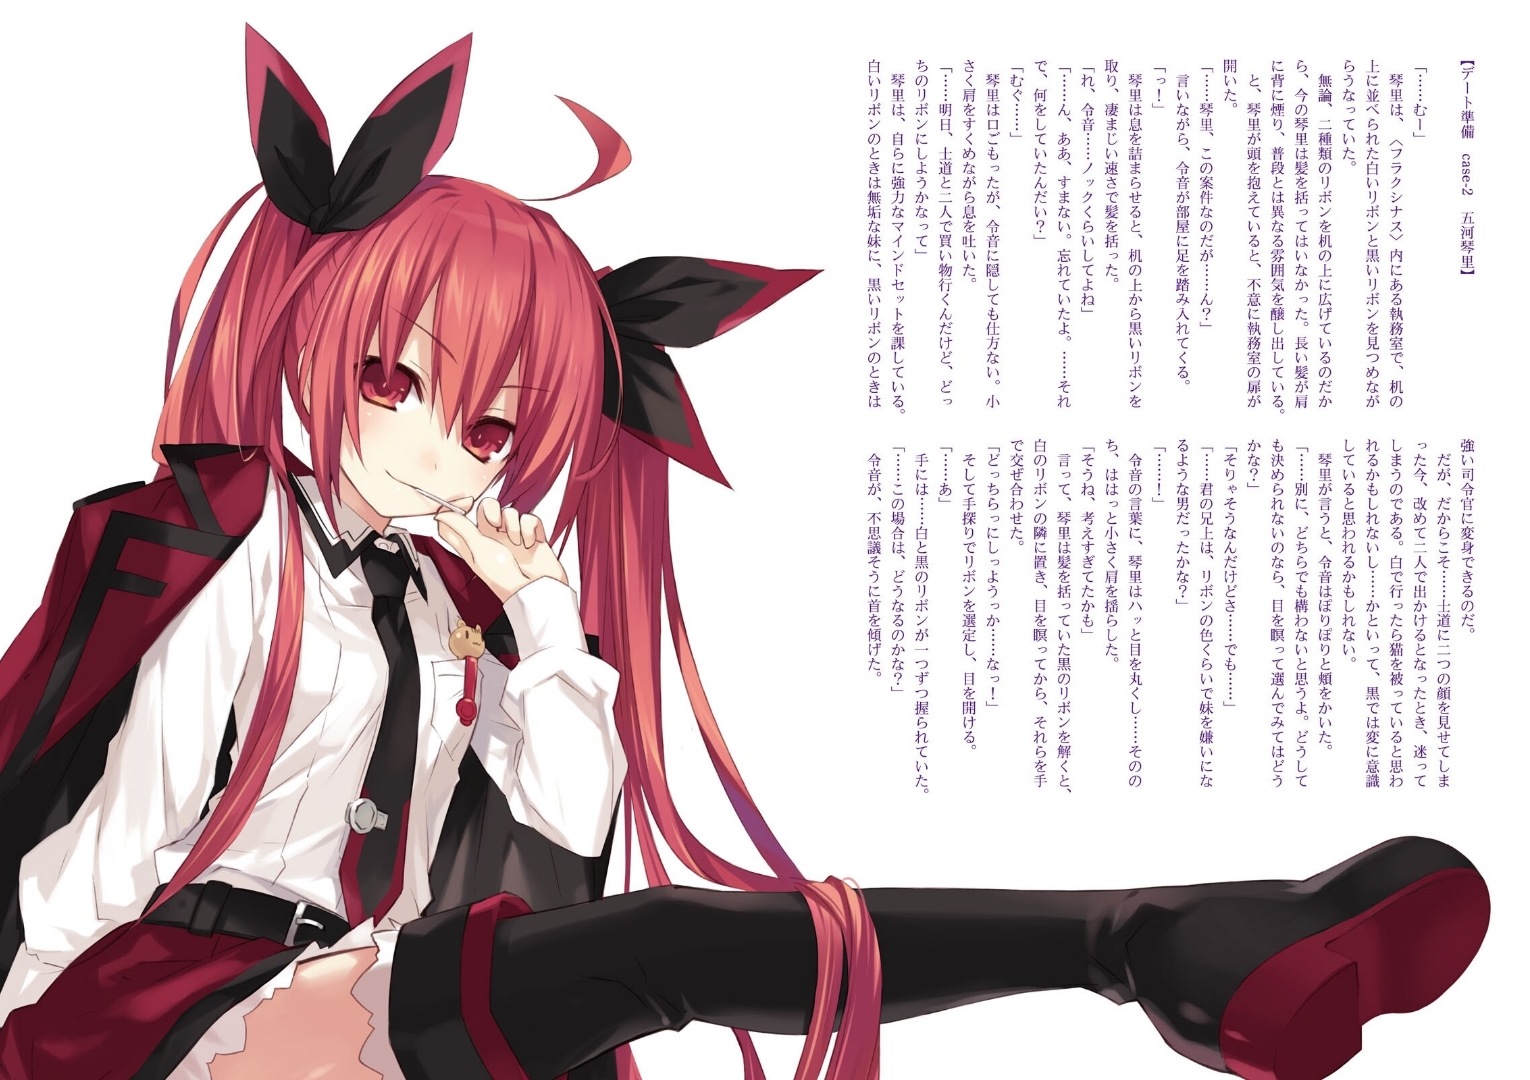 【デート準備　case-2　五河琴里】
「……むー」
　琴里は、〈フラクシナス〉内にある執務室で、机の
上に並べられた白いリボンと黒いリボンを見つめなが
らうなっていた。
　無論、二種類のリボンを机の上に広げているのだか
ら、今の琴里は髪を括ってはいなかった。長い髪が肩
に背に煙り、普段とは異なる雰囲気を醸し出している。
　と、琴里が頭を抱えていると、不意に執務室の扉が
開いた。
「……琴里、この案件なのだが……ん？」
　言いながら、令音が部屋に足を踏み入れてくる。
「っ！」
　琴里は息を詰まらせると、机の上から黒いリボンを
取り、凄まじい速さで髪を括った。
「れ、令音……ノックくらいしてよね」
「……ん、ああ、すまない。忘れていたよ。……それ
で、何をしていたんだい？」
「むぐ……」
　琴里は口ごもったが、令音に隠しても仕方ない。小
さく肩をすくめながら息を吐いた。
「……明日、士道と二人で買い物行くんだけど、どっ
ちのリボンにしようかなって」
　琴里は、自らに強力なマインドセットを課している。
白いリボンのときは無垢な妹に、黒いリボンのときは
強い司令官に変身できるのだ。
　だが、だからこそ……士道に二つの顔を見せてしま
った今、改めて二人で出かけるとなったとき、迷って
しまうのである。白で行ったら猫を被っていると思わ
れるかもしれないし……かといって、黒では変に意識
していると思われるかもしれない。
　琴里が言うと、令音はぽりぽりと頬をかいた。
「……別に、どちらでも構わないと思うよ。どうして
も決められないのなら、目を瞑って選んでみてはどう
かな？」
「そりゃそうなんだけどさ……でも……」
「……君の兄上は、リボンの色くらいで妹を嫌いにな
るような男だったかな？」
「……！」
　令音の言葉に、琴里はハッと目を丸くし……そのの
ち、ははっと小さく肩を揺らした。
「そうね、考えすぎてたかも」
　言って、琴里は髪を括っていた黒のリボンを解くと、
白のリボンの隣に置き、目を瞑ってから、それらを手
で交ぜ合わせた。
「どっちらっにしっようっか……なっ！」
　そして手探りでリボンを選定し、目を開ける。
「……あ」
　手には……白と黒のリボンが一つずつ握られていた。
「……この場合は、どうなるのかな？」
　令音が、不思議そうに首を傾げた。